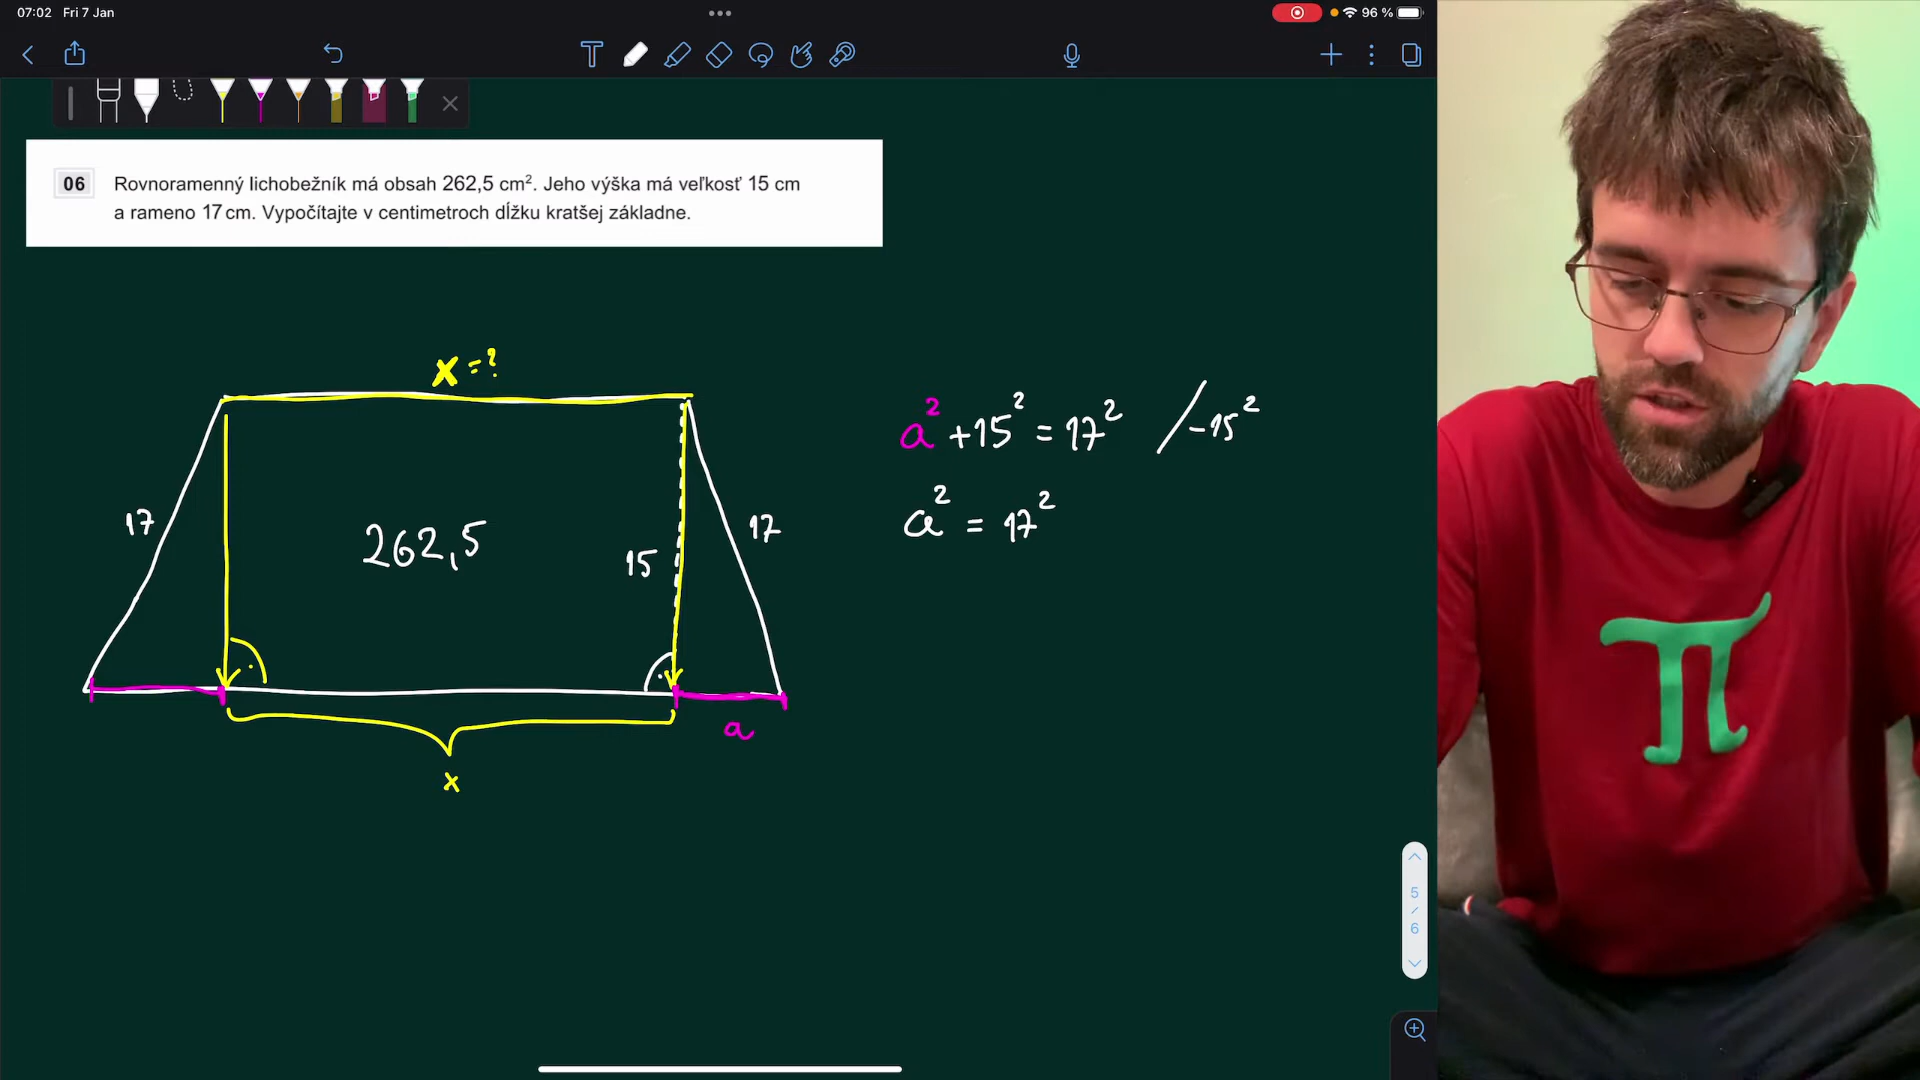 07:02 Fri 7 Jan
96 %
06 Rovnoramenný lichobežník má obsah 262,5 cm². Jeho výška má veľkosť 15 cm
a rameno 17 cm. Vypočítajte v centimetroch dĺžku kratšej základne.
x = ?
a² + 15² = 17² / -15²
a² = 17²
17
262,5
15
17
a
x
π
5
/
6